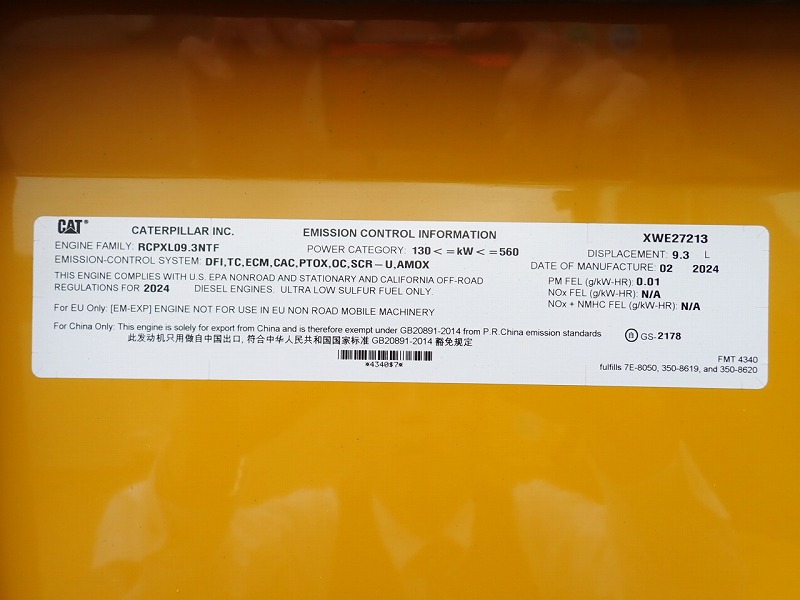 CAT® CATERPILLAR INC. EMISSION CONTROL INFORMATION XWE27213
ENGINE FAMILY: RCPXL09.3NTF POWER CATEGORY: 130<=kW<=560 DISPLACEMENT: 9.3 L
EMISSION-CONTROL SYSTEM: DFI,TC,ECM,CAC,PTOX,OC,SCR-U,AMOX DATE OF MANUFACTURE: 02 2024
THIS ENGINE COMPLIES WITH U.S. EPA NONROAD AND STATIONARY AND CALIFORNIA OFF-ROAD
REGULATIONS FOR 2024 DIESEL ENGINES. ULTRA LOW SULFUR FUEL ONLY.
PM FEL (g/kW-HR): 0.01
NOx FEL (g/kW-HR): N/A
NOx + NMHC FEL (g/kW-HR): N/A
For EU Only: [EM-EXP] ENGINE NOT FOR USE IN EU NON ROAD MOBILE MACHINERY
For China Only: This engine is solely for export from China and is therefore exempt under GB20891-2014 from P.R.China emission standards
此发动机只用做自中国出口, 符合中华人民共和国国家标准 GB20891-2014 豁免规定
GS-2178
*4340$7*
FMT 4340
fulfills 7E-8050, 350-8619, and 350-8620